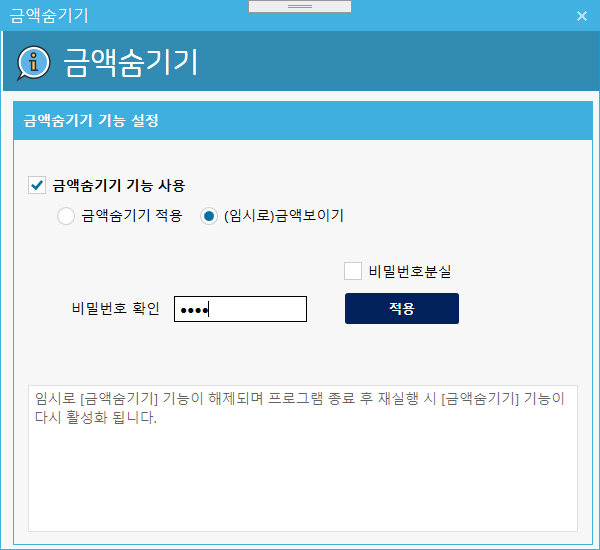 금액숨기기
금액숨기기
금액숨기기 기능 설정
금액숨기기 기능 사용
금액숨기기 적용 (임시로)금액보이기
비밀번호분실
비밀번호 확인 ●●●● 적용
임시로 [금액숨기기] 기능이 해제되며 프로그램 종료 후 재실행 시 [금액숨기기] 기능이
다시 활성화 됩니다.